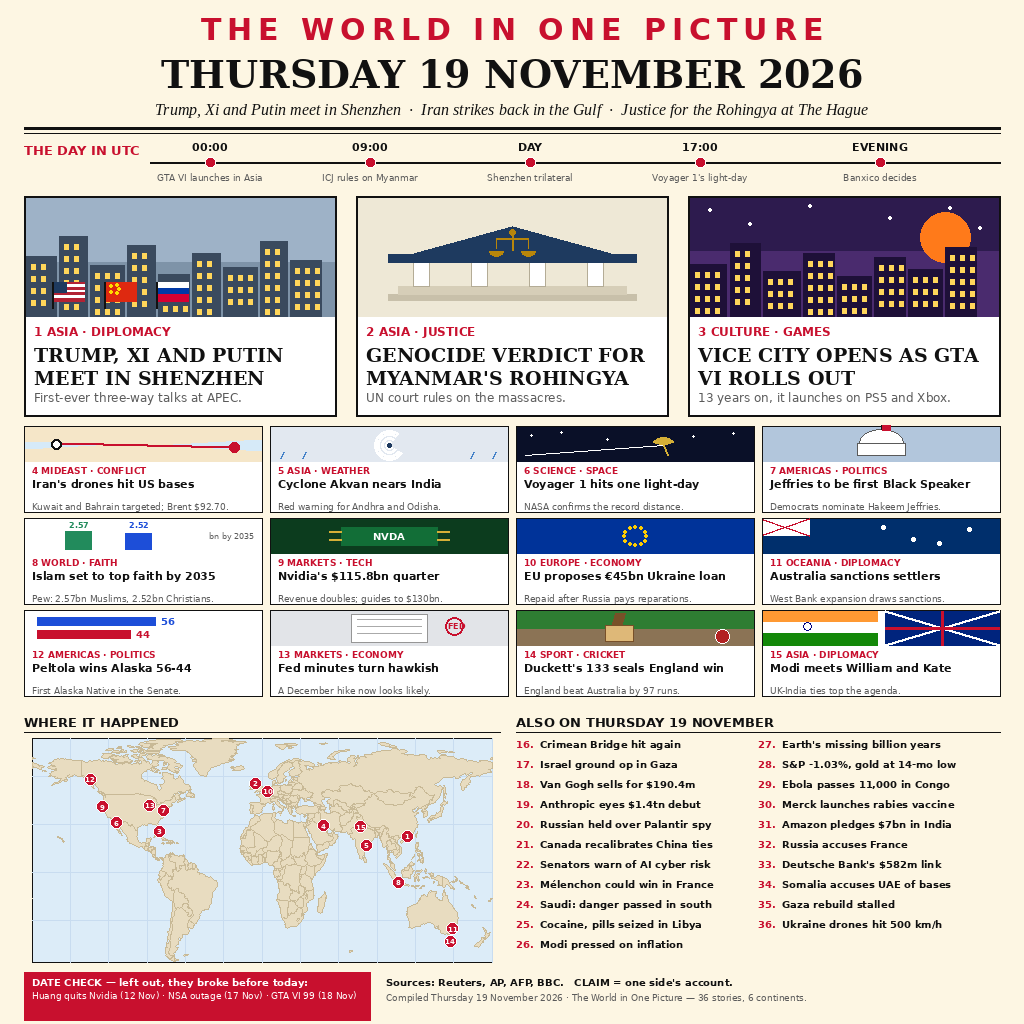 THE WORLD IN ONE PICTURE
THURSDAY 19 NOVEMBER 2026
Trump, Xi and Putin meet in Shenzhen · Iran strikes back in the Gulf · Justice for the Rohingya at The Hague
THE DAY IN UTC
00:00
GTA VI launches in Asia
09:00
ICJ rules on Myanmar
DAY
Shenzhen trilateral
17:00
Voyager 1's light-day
EVENING
Banxico decides
1 ASIA · DIPLOMACY
TRUMP, XI AND PUTIN
MEET IN SHENZHEN
First-ever three-way talks at APEC.
2 ASIA · JUSTICE
GENOCIDE VERDICT FOR
MYANMAR'S ROHINGYA
UN court rules on the massacres.
3 CULTURE · GAMES
VICE CITY OPENS AS GTA
VI ROLLS OUT
13 years on, it launches on PS5 and Xbox.
4 MIDEAST · CONFLICT
Iran's drones hit US bases
Kuwait and Bahrain targeted; Brent $92.70.
5 ASIA · WEATHER
Cyclone Akvan nears India
Red warning for Andhra and Odisha.
6 SCIENCE · SPACE
Voyager 1 hits one light-day
NASA confirms the record distance.
7 AMERICAS · POLITICS
Jeffries to be first Black Speaker
Democrats nominate Hakeem Jeffries.
2.57
2.52
bn by 2035
8 WORLD · FAITH
Islam set to top faith by 2035
Pew: 2.57bn Muslims, 2.52bn Christians.
NVDA
9 MARKETS · TECH
Nvidia's $115.8bn quarter
Revenue doubles; guides to $130bn.
10 EUROPE · ECONOMY
EU proposes €45bn Ukraine loan
Repaid after Russia pays reparations.
11 OCEANIA · DIPLOMACY
Australia sanctions settlers
West Bank expansion draws sanctions.
56
44
12 AMERICAS · POLITICS
Peltola wins Alaska 56-44
First Alaska Native in the Senate.
FED
13 MARKETS · ECONOMY
Fed minutes turn hawkish
A December hike now looks likely.
14 SPORT · CRICKET
Duckett's 133 seals England win
England beat Australia by 97 runs.
15 ASIA · DIPLOMACY
Modi meets William and Kate
UK-India ties top the agenda.
WHERE IT HAPPENED
12
9
6
13
7
3
2
10
4
15
5
1
8
11
14
ALSO ON THURSDAY 19 NOVEMBER
16. Crimean Bridge hit again
17. Israel ground op in Gaza
18. Van Gogh sells for $190.4m
19. Anthropic eyes $1.4tn debut
20. Russian held over Palantir spy
21. Canada recalibrates China ties
22. Senators warn of AI cyber risk
23. Mélenchon could win in France
24. Saudi: danger passed in south
25. Cocaine, pills seized in Libya
26. Modi pressed on inflation
27. Earth's missing billion years
28. S&P -1.03%, gold at 14-mo low
29. Ebola passes 11,000 in Congo
30. Merck launches rabies vaccine
31. Amazon pledges $7bn in India
32. Russia accuses France
33. Deutsche Bank's $582m link
34. Somalia accuses UAE of bases
35. Gaza rebuild stalled
36. Ukraine drones hit 500 km/h
DATE CHECK — left out, they broke before today:
Huang quits Nvidia (12 Nov) · NSA outage (17 Nov) · GTA VI 99 (18 Nov)
Sources: Reuters, AP, AFP, BBC. CLAIM = one side's account.
Compiled Thursday 19 November 2026 · The World in One Picture — 36 stories, 6 continents.